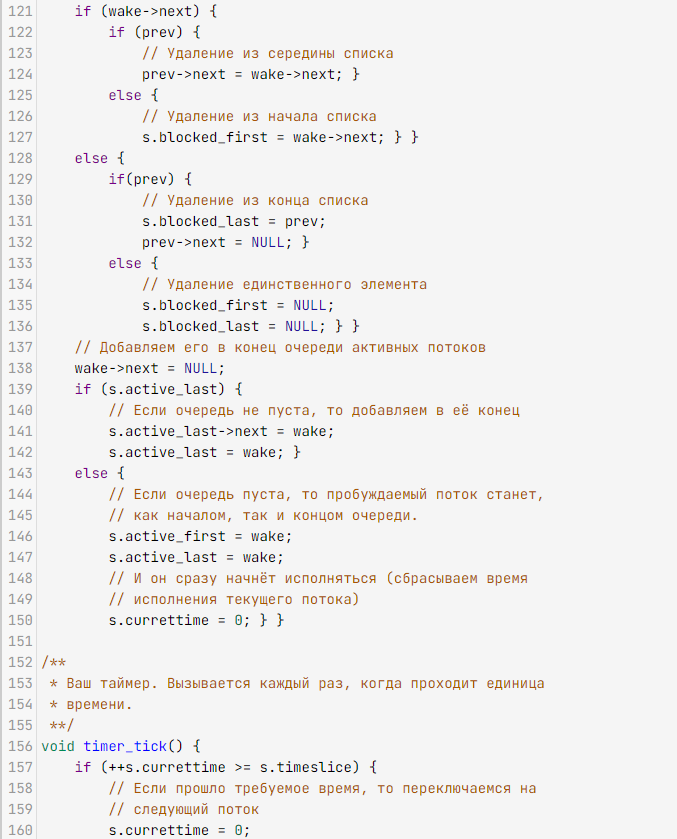 121     if (wake->next) {
122         if (prev) {
123             // Удаление из середины списка
124             prev->next = wake->next; }
125         else {
126             // Удаление из начала списка
127             s.blocked_first = wake->next; } }
128     else {
129         if(prev) {
130             // Удаление из конца списка
131             s.blocked_last = prev;
132             prev->next = NULL; }
133         else {
134             // Удаление единственного элемента
135             s.blocked_first = NULL;
136             s.blocked_last = NULL; } }
137     // Добавляем его в конец очереди активных потоков
138     wake->next = NULL;
139     if (s.active_last) {
140         // Если очередь не пуста, то добавляем в её конец
141         s.active_last->next = wake;
142         s.active_last = wake; }
143     else {
144         // Если очередь пуста, то пробуждаемый поток станет,
145         // как началом, так и концом очереди.
146         s.active_first = wake;
147         s.active_last = wake;
148         // И он сразу начнёт исполняться (сбрасываем время
149         // исполнения текущего потока)
150         s.currettime = 0; } }
151
152 /**
153  * Ваш таймер. Вызывается каждый раз, когда проходит единица
154  * времени.
155  **/
156 void timer_tick() {
157     if (++s.currettime >= s.timeslice) {
158         // Если прошло требуемое время, то переключаемся на
159         // следующий поток
160         s.currettime = 0;